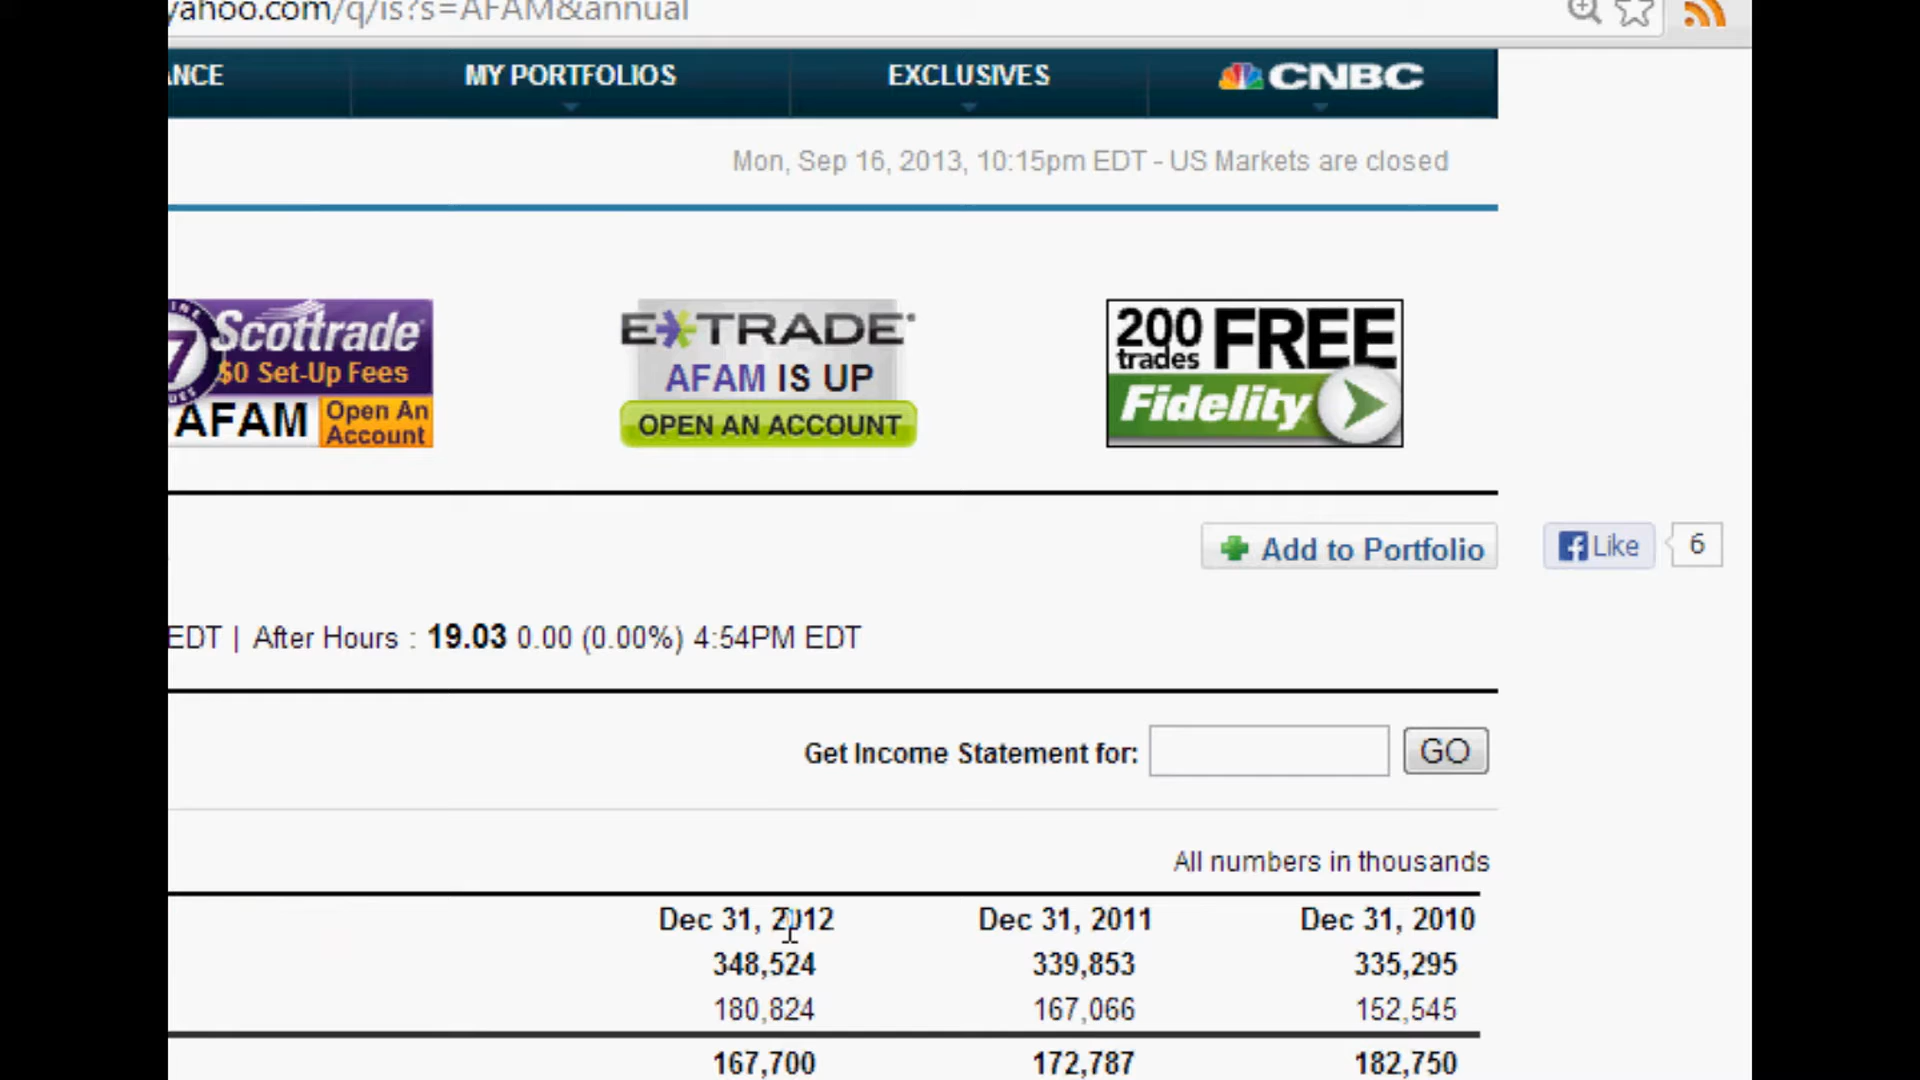 yahoo.com/q/is?s=AFAM&annual
ANCE MY PORTFOLIOS EXCLUSIVES CNBC
Mon, Sep 16, 2013, 10:15pm EDT - US Markets are closed
7 Scottrade
$0 Set-Up Fees
AFAM Open An
Account
E*TRADE
AFAM IS UP
OPEN AN ACCOUNT
200 trades FREE
Fidelity
Add to Portfolio
Like 6
EDT | After Hours : 19.03 0.00 (0.00%) 4:54PM EDT
Get Income Statement for: GO
All numbers in thousands
Dec 31, 2012 Dec 31, 2011 Dec 31, 2010
348,524 339,853 335,295
180,824 167,066 152,545
167,700 172,787 182,750